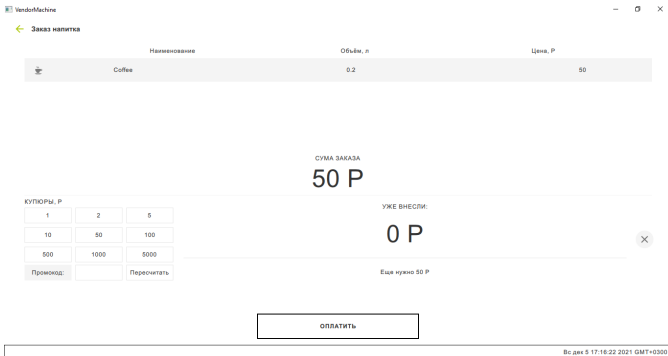 VendorMachine
Заказ напитка
Наименование Объём, л Цена, Р
Coffee 0.2 50
СУМА ЗАКАЗА
50 Р
КУПЮРЫ, Р
УЖЕ ВНЕСЛИ:
1 2 5
10 50 100
0 Р
500 1000 5000
Промокод: Пересчитать
Еще нужно 50 Р
ОПЛАТИТЬ
Вс дек 5 17:18:22 2021 GMT+0300